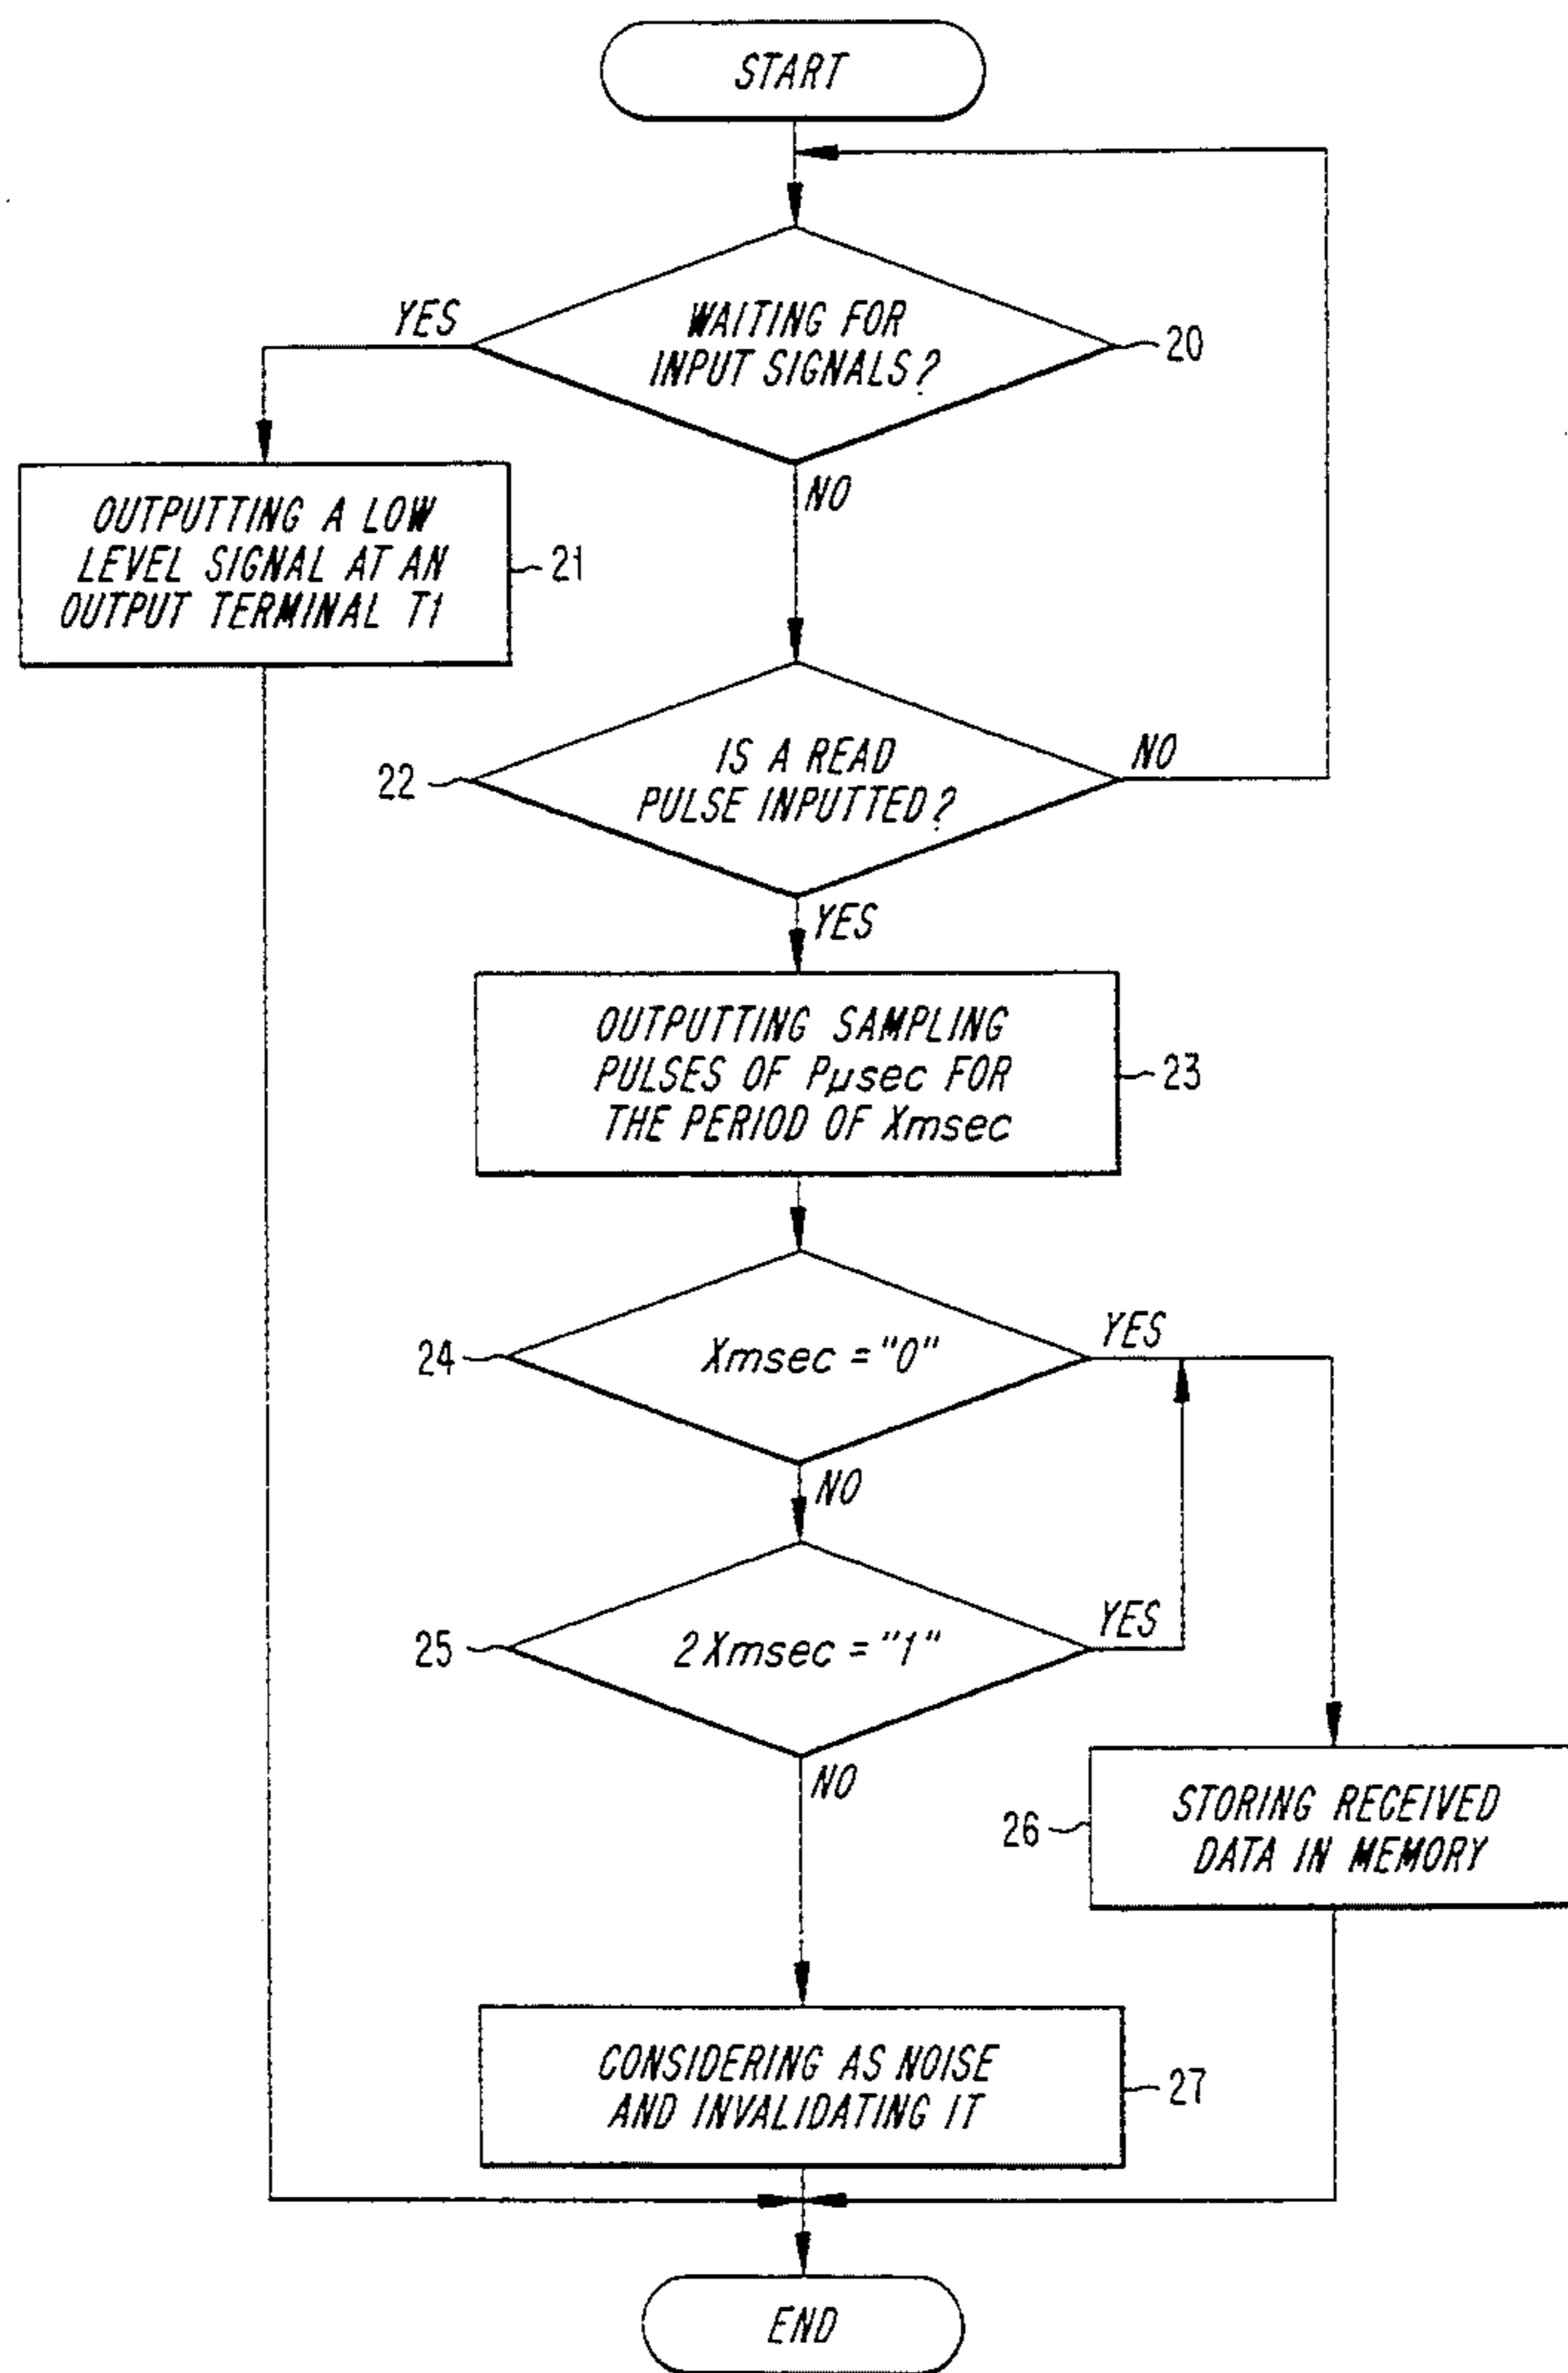 START
YES
WAITING FOR
INPUT SIGNALS?
20
NO
OUTPUTTING A LOW
LEVEL SIGNAL AT AN
OUTPUT TERMINAL T1
21
22
IS A READ
PULSE INPUTTED?
NO
YES
OUTPUTTING SAMPLING
PULSES OF Pμsec FOR
THE PERIOD OF Xmsec
23
24
Xmsec = "0"
YES
NO
25
2Xmsec = "1"
YES
NO
26
STORING RECEIVED
DATA IN MEMORY
CONSIDERING AS NOISE
AND INVALIDATING IT
27
END